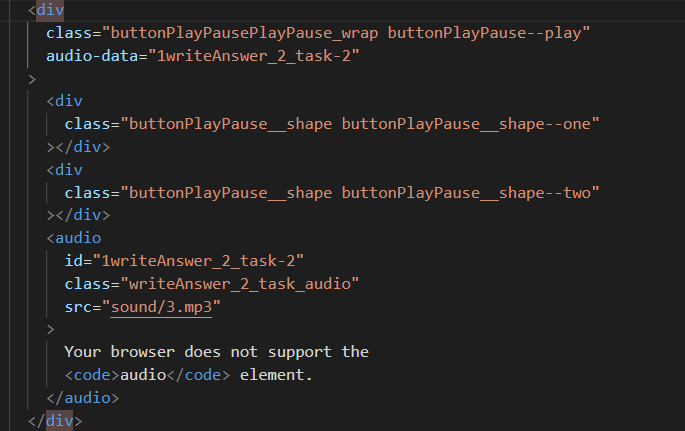 <div
class="buttonPlayPausePlayPause_wrap buttonPlayPause--play"
audio-data="1writeAnswer_2_task-2"
>
<div
class="buttonPlayPause__shape buttonPlayPause__shape--one"
></div>
<div
class="buttonPlayPause__shape buttonPlayPause__shape--two"
></div>
<audio
id="1writeAnswer_2_task-2"
class="writeAnswer_2_task_audio"
src="sound/3.mp3"
>
Your browser does not support the
<code>audio</code> element.
</audio>
</div>